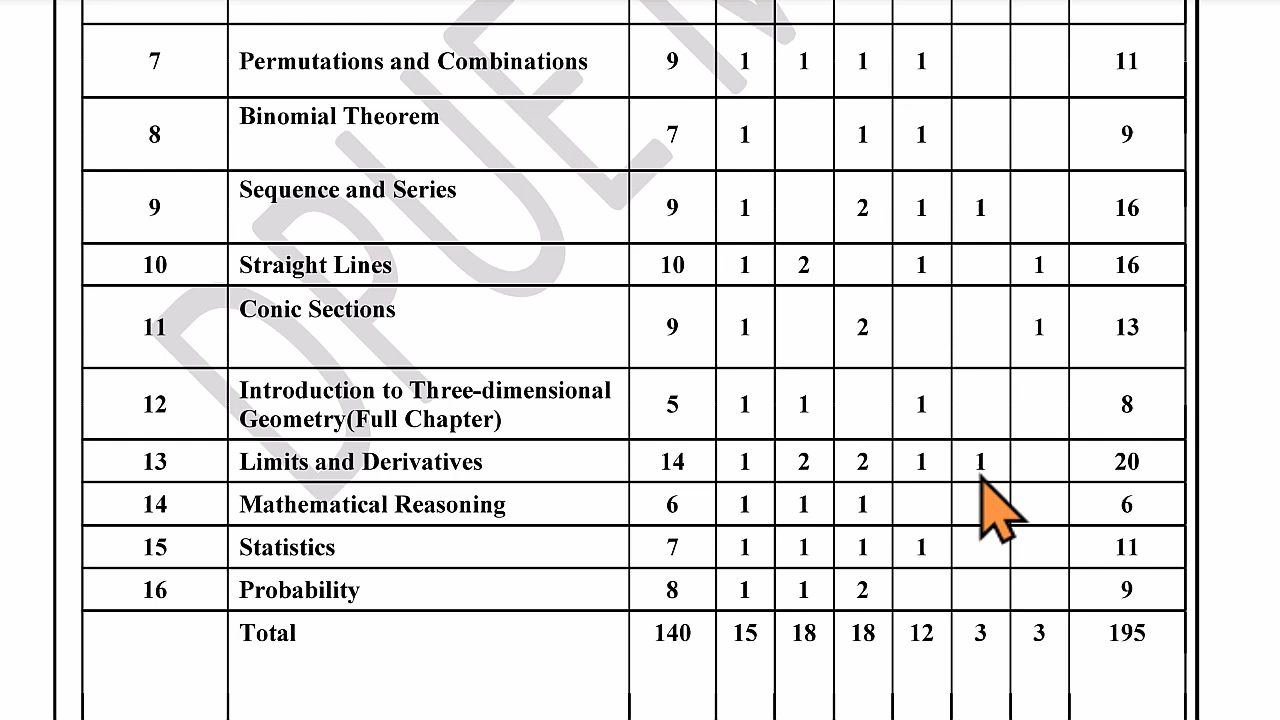 7 Permutations and Combinations 9 1 1 1 1 11
8 Binomial Theorem 7 1 1 1 9
9 Sequence and Series 9 1 2 1 1 16
10 Straight Lines 10 1 2 1 1 16
11 Conic Sections 9 1 2 1 13
12 Introduction to Three-dimensional
Geometry(Full Chapter) 5 1 1 1 8
13 Limits and Derivatives 14 1 2 2 1 1 20
14 Mathematical Reasoning 6 1 1 1 6
15 Statistics 7 1 1 1 1 11
16 Probability 8 1 1 2 9
Total 140 15 18 18 12 3 3 195
DPUE